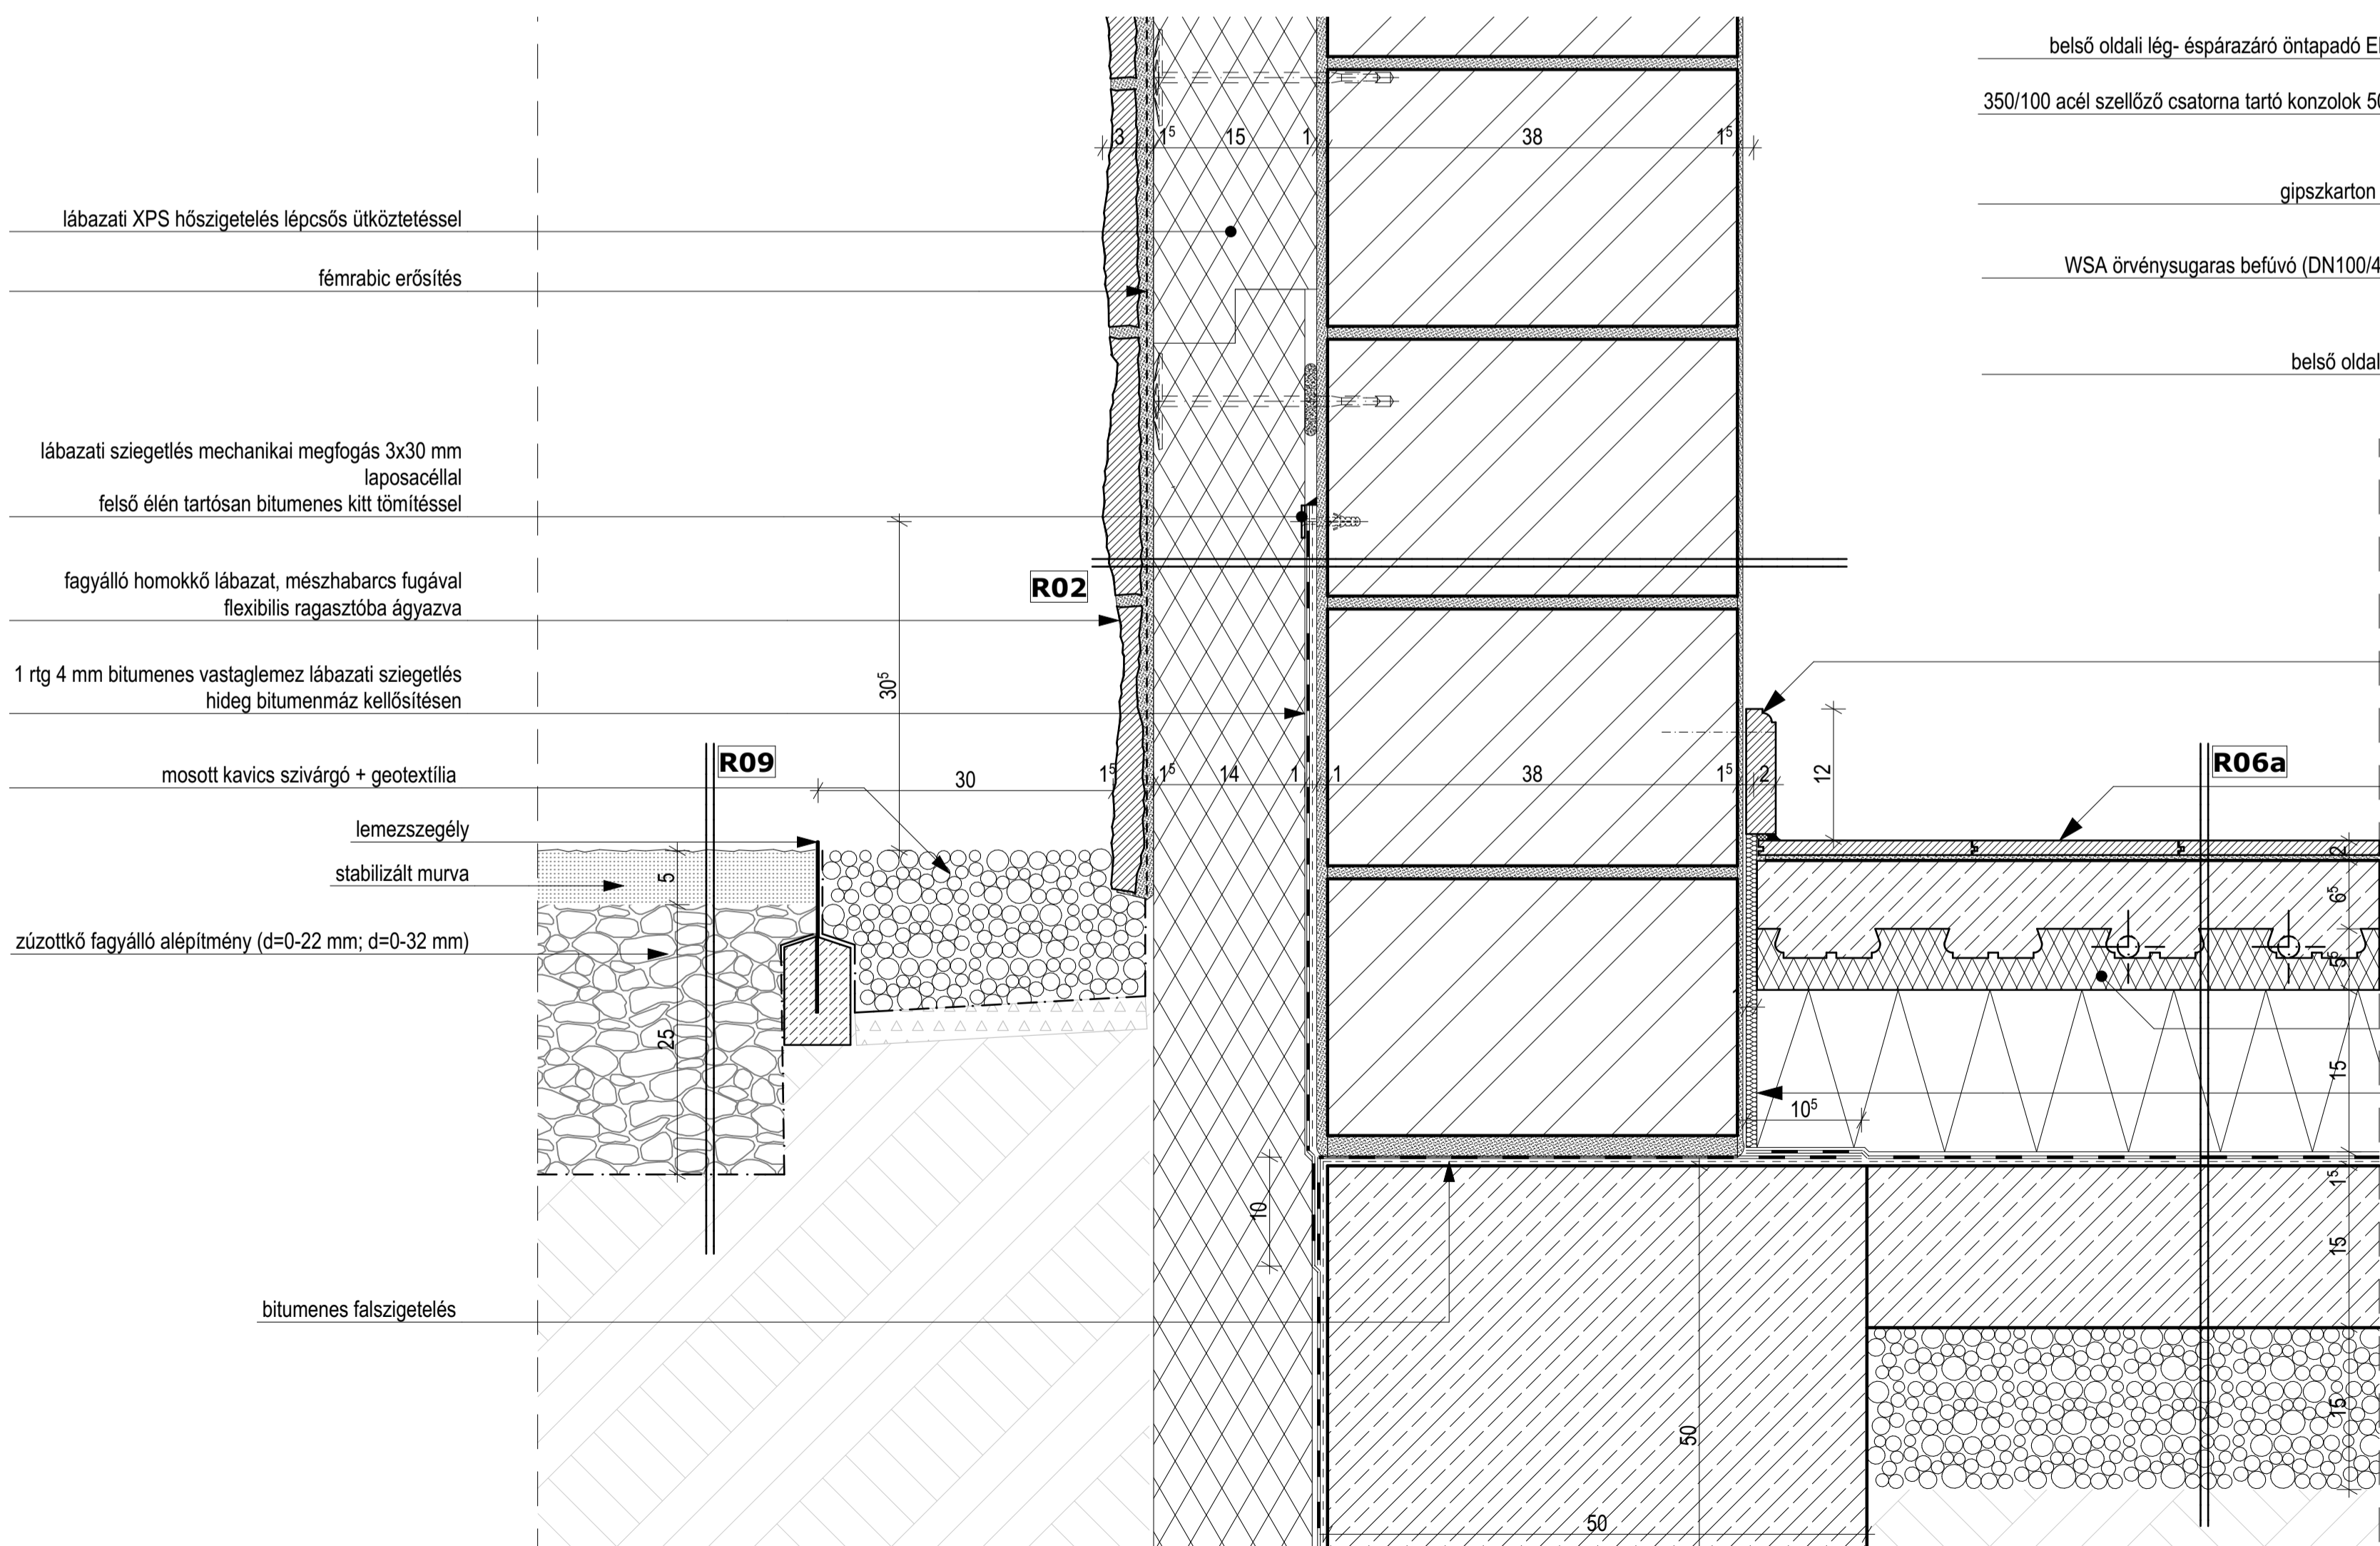 belső oldali lég- éspárazáró öntapadó
350/100 acél szellőző csatorna tartó konzolok
3 1⁵ 15 1 38 1⁵
gipszkarton
lábazati XPS hőszigetelés lépcsős ütköztetéssel
WSA örvénysugaras befúvó (DN100/4
fémrabic erősítés
belső oldal
lábazati sziegetlés mechanikai megfogás 3x30 mm
laposacéllal
felső élén tartósan bitumenes kitt tömítéssel
R02
fagyálló homokkő lábazat, mészhabarcs fugával
flexibilis ragasztóba ágyazva
1 rtg 4 mm bitumenes vastaglemez lábazati sziegetlés
hideg bitumenmáz kellősítésen
30⁵
R09
R06a
mosott kavics szivárgó + geotextília
30 1⁵ 1⁵ 14 1 1 38 1⁵ 2 12
lemezszegély
2
stabilizált murva
5
6⁵
zúzottkő fagyálló alépítmény (d=0-22 mm; d=0-32 mm)
5⁵
25
15
10⁵
1⁵
10
15
bitumenes falszigetelés
15
50
50